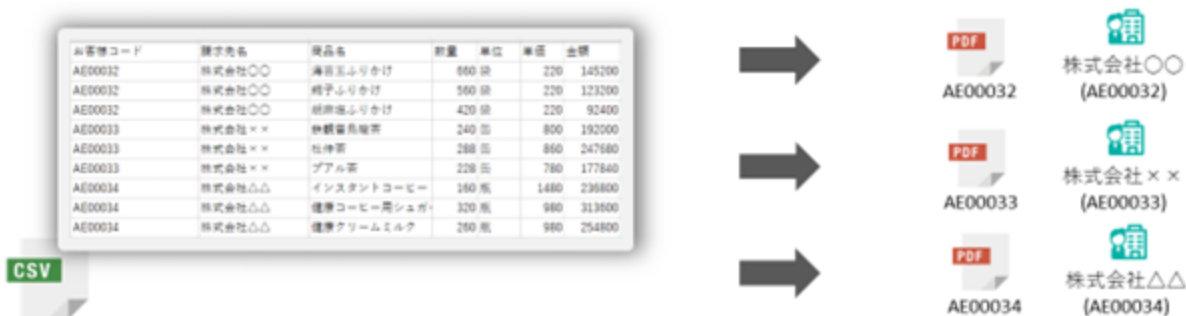 お客様コード 請求先名 商品名 数量 単位 単価 金額
AE00032 株式会社〇〇 海苔玉ふりかけ 660 袋 220 145200
AE00032 株式会社〇〇 梅子ふりかけ 560 袋 220 123200
AE00032 株式会社〇〇 胡麻塩ふりかけ 420 袋 220 92400
AE00033 株式会社×× 鉄観音烏龍茶 240 缶 800 192000
AE00033 株式会社×× 杜仲茶 288 缶 860 247680
AE00033 株式会社×× プアル茶 228 缶 780 177840
AE00034 株式会社△△ インスタントコーヒー 160 瓶 1480 236800
AE00034 株式会社△△ 健康コーヒー用シュガー 320 瓶 980 313600
AE00034 株式会社△△ 健康クリームミルク 260 瓶 980 254800
CSV
PDF
AE00032
株式会社〇〇
(AE00032)
PDF
AE00033
株式会社××
(AE00033)
PDF
AE00034
株式会社△△
(AE00034)